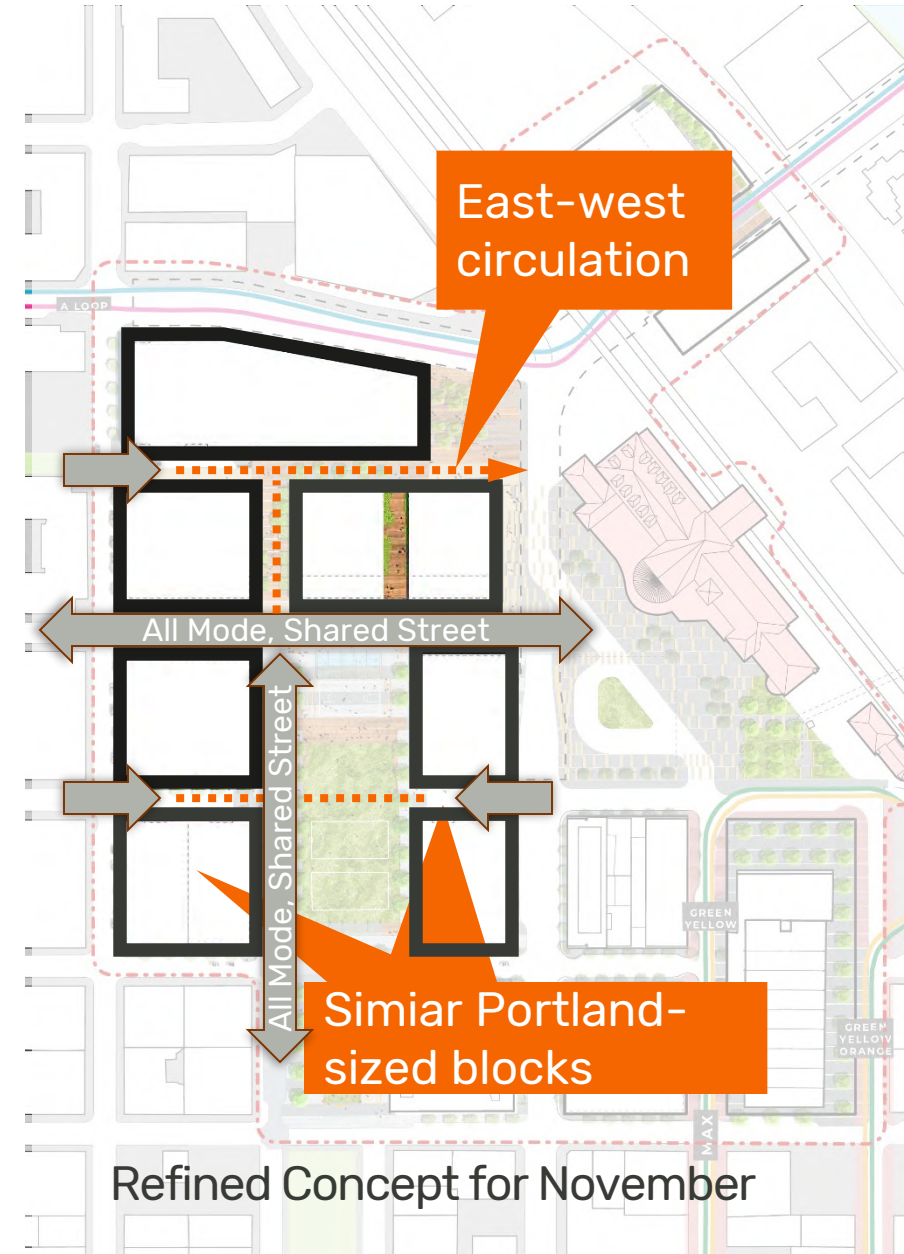 East-west
circulation
A LOOP
All Mode, Shared Street
All Mode, Shared Street
GREEN
YELLOW
Simiar Portland-
sized blocks
GREEN
YELLOW
ORANGE
MAX
Refined Concept for November